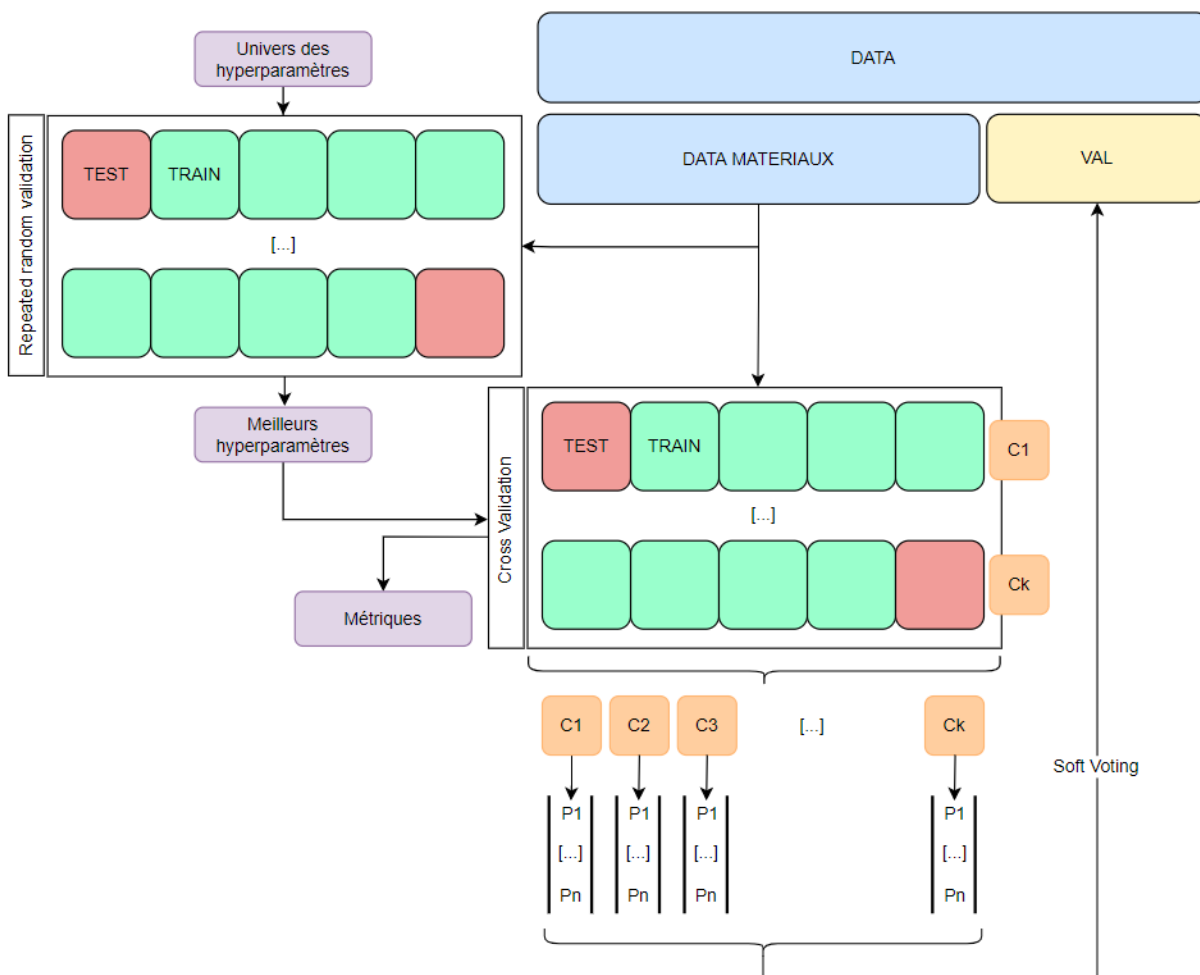 Univers des
hyperparamètres
DATA
Repeated random validation
TEST
TRAIN
[...]
DATA MATERIAUX
VAL
Meilleurs
hyperparamètres
Cross Validation
TEST
TRAIN
C1
[...]
Ck
Métriques
C1
C2
C3
[...]
Ck
Soft Voting
P1
P1
P1
P1
[...]
[...]
[...]
[...]
Pn
Pn
Pn
Pn